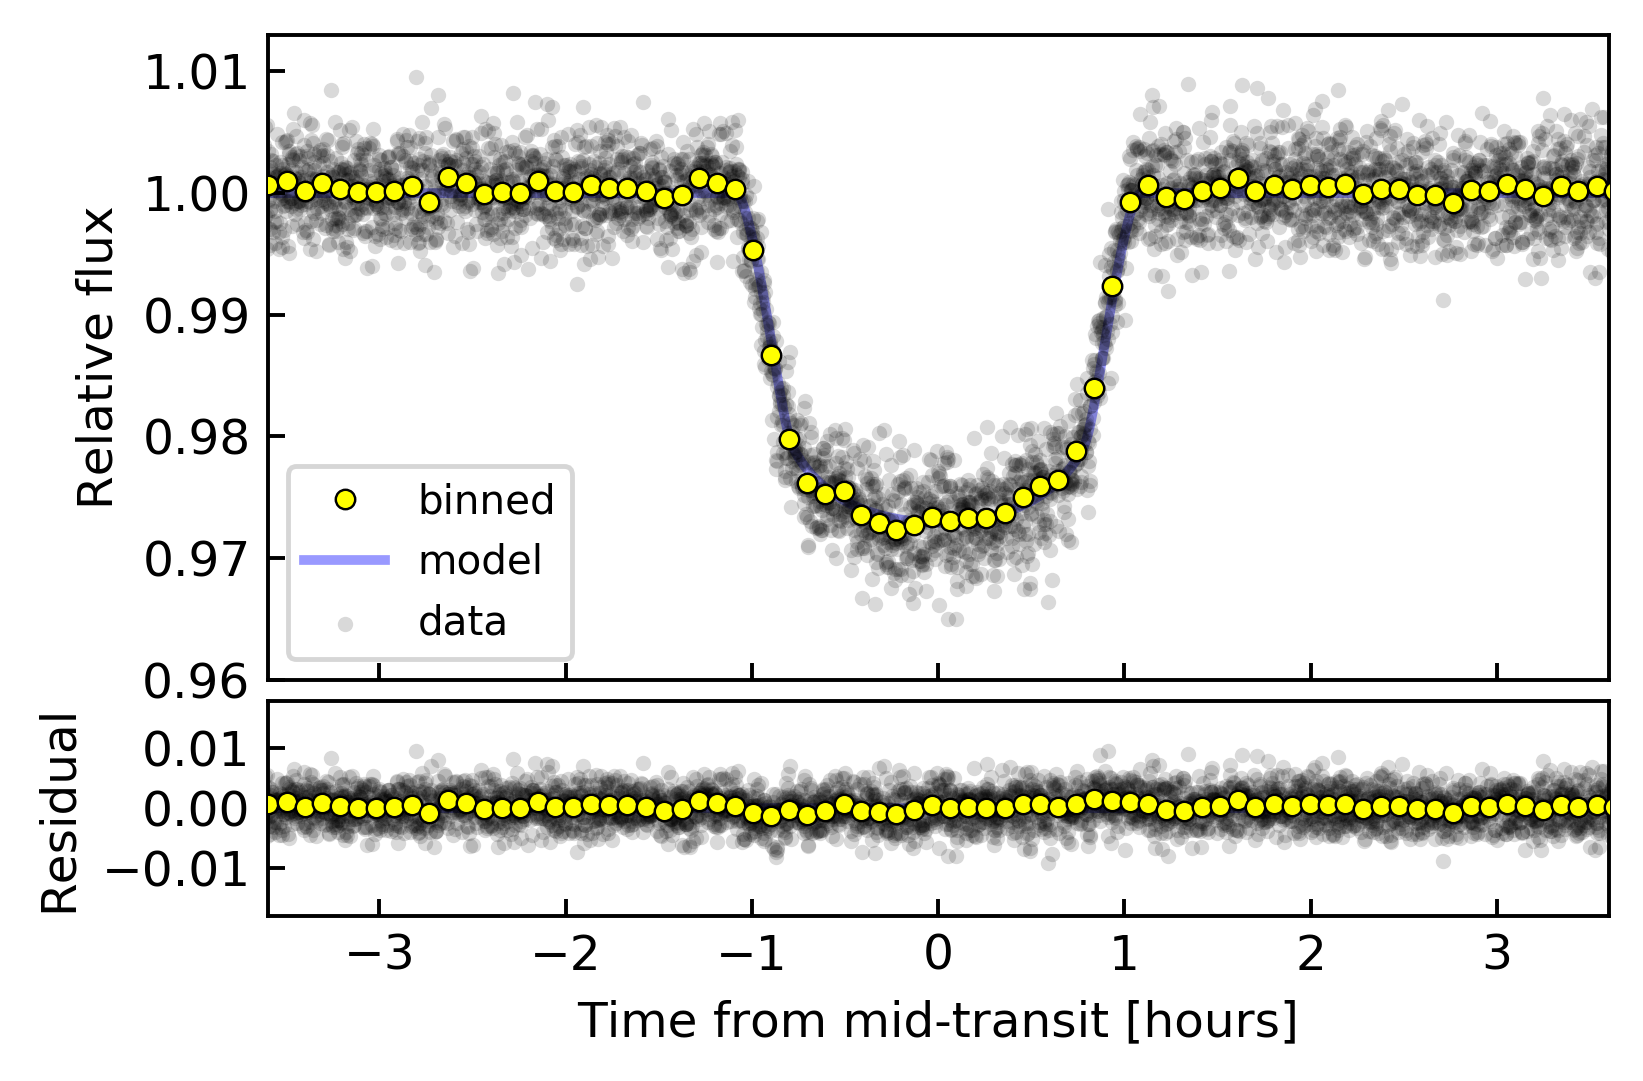 Relative flux
1.01
1.00
0.99
0.98
0.97
0.96
binned
model
data
Residual
0.01
0.00
−0.01
−3 −2 −1 0 1 2 3
Time from mid-transit [hours]